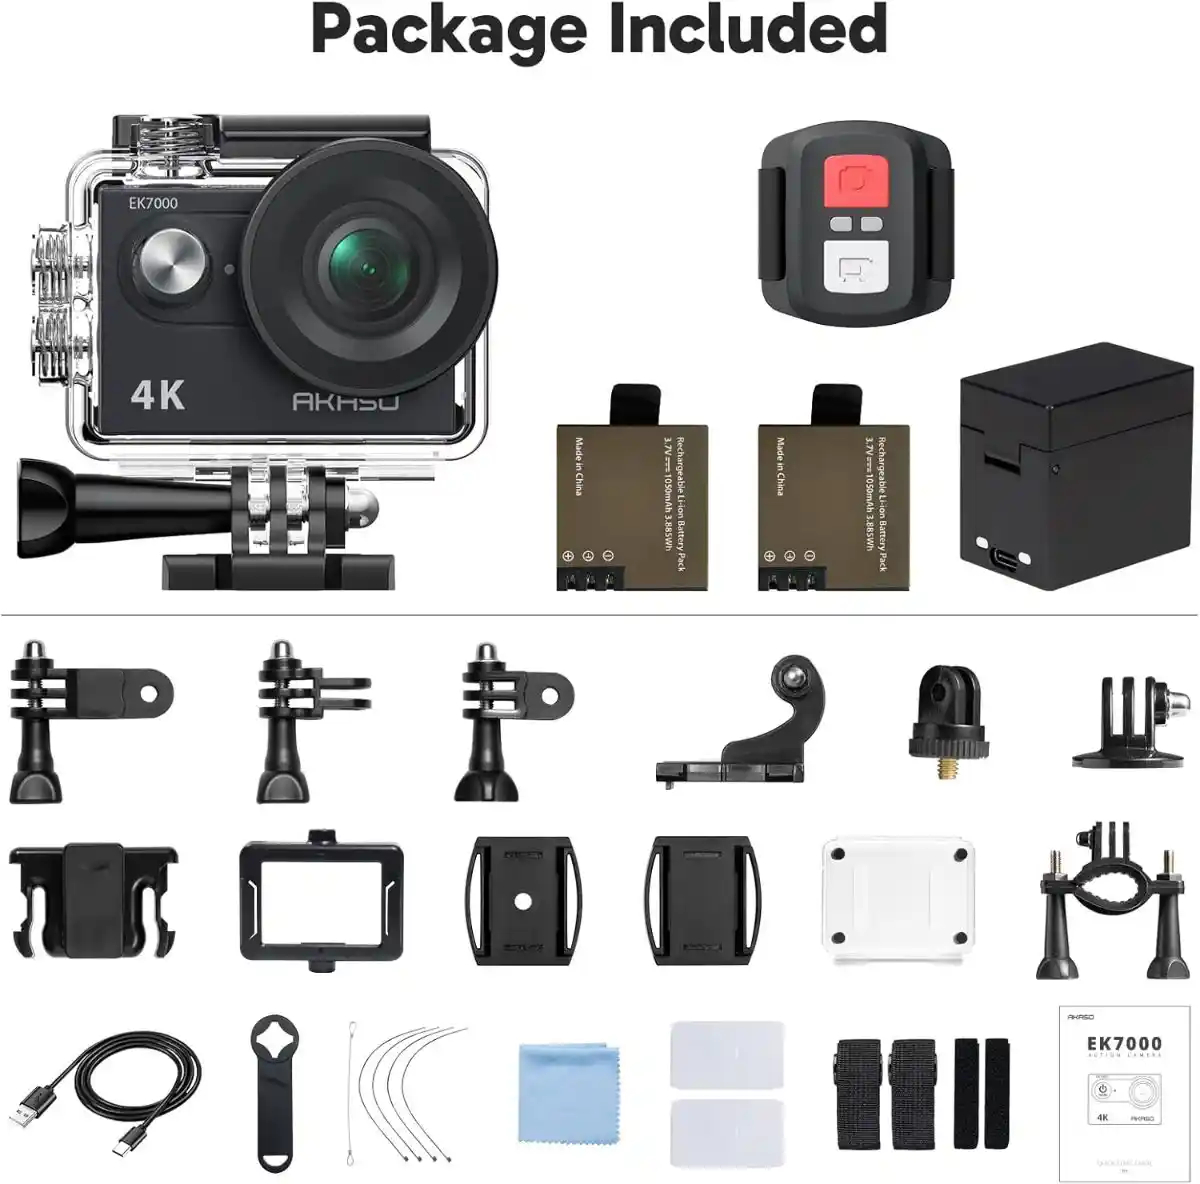 Package Included
EK7000
4K
AKASO
Rechargeable Li-ion Battery Pack
3.7V 1050mAh 3.885Wh
Made in China
Rechargeable Li-ion Battery Pack
3.7V 1050mAh 3.885Wh
Made in China
AKASO
EK7000
ACTION CAMERA
4K
AKASO